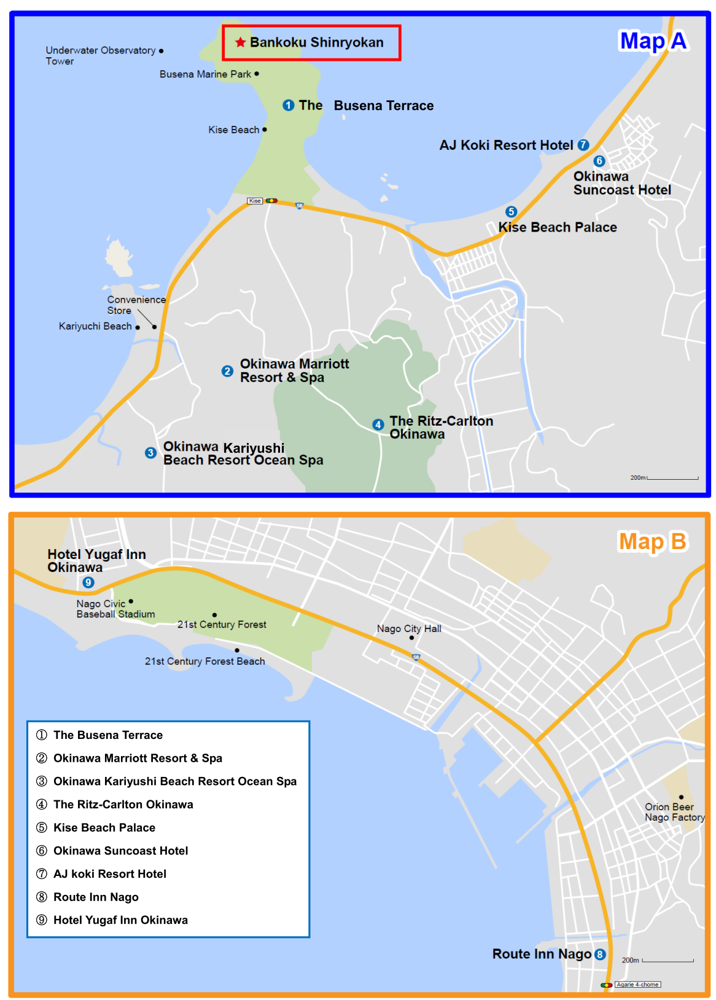 Map A
★ Bankoku Shinryokan
Underwater Observatory
Tower
Busena Marine Park
1 The Busena Terrace
Kise Beach
AJ Koki Resort Hotel 7
6
Okinawa
Suncoast Hotel
Kise
58
5
Kise Beach Palace
Convenience
Store
Kariyuchi Beach
2 Okinawa Marriott
Resort & Spa
4 The Ritz-Carlton
Okinawa
3 Okinawa Kariyushi
Beach Resort Ocean Spa
200m
Map B
Hotel Yugaf Inn
Okinawa
9
Nago Civic
Baseball Stadium
21st Century Forest
Nago City Hall
21st Century Forest Beach
58
① The Busena Terrace
② Okinawa Marriott Resort & Spa
③ Okinawa Kariyushi Beach Resort Ocean Spa
④ The Ritz-Carlton Okinawa
⑤ Kise Beach Palace
⑥ Okinawa Suncoast Hotel
⑦ AJ koki Resort Hotel
⑧ Route Inn Nago
⑨ Hotel Yugaf Inn Okinawa
Orion Beer
Nago Factory
Route Inn Nago 8
200m
Agarie 4-chome